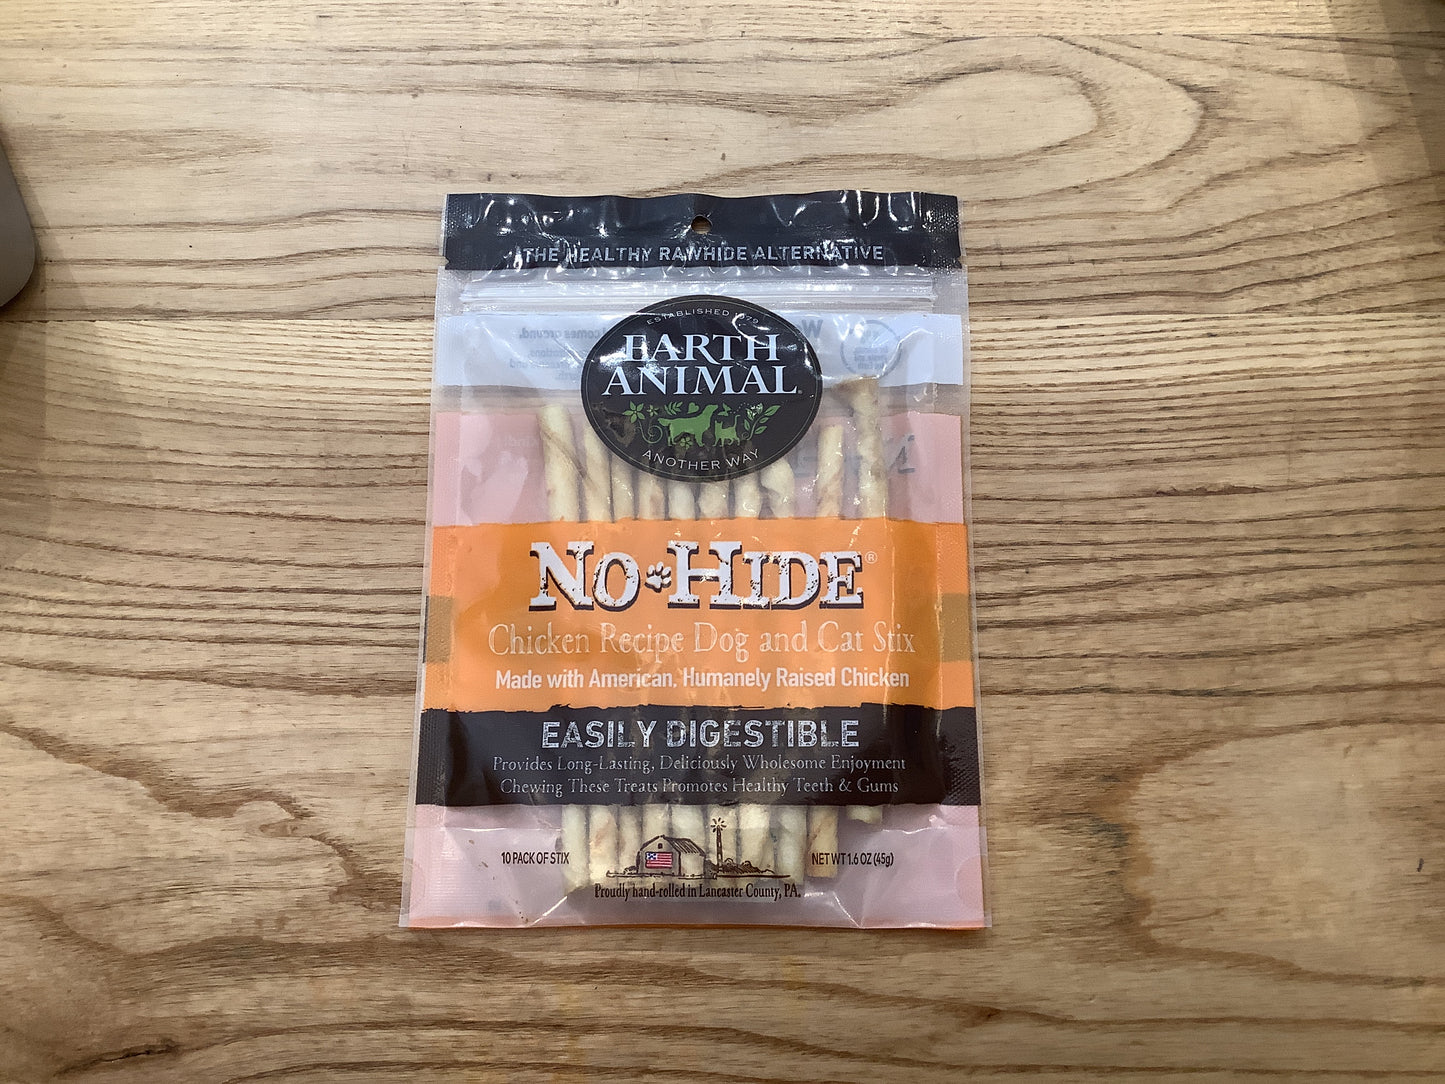 THE HEALTHY RAWHIDE ALTERNATIVE
ESTABLISHED 1979
EARTH
ANIMAL
ANOTHER WAY
NO HIDE®
Chicken Recipe Dog and Cat Stix
Made with American, Humanely Raised Chicken
EASILY DIGESTIBLE
Provides Long-Lasting, Deliciously Wholesome Enjoyment
Chewing These Treats Promotes Healthy Teeth & Gums
10 PACK OF STIX
NET WT 1.6 OZ (45g)
Proudly hand-rolled in Lancaster County, PA.